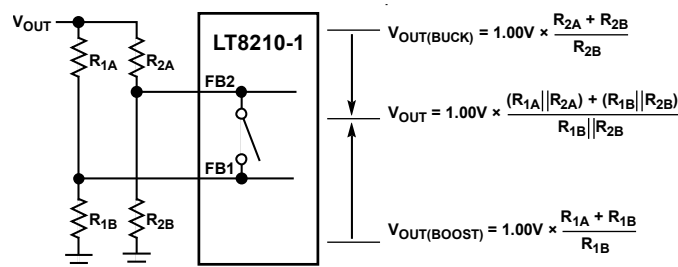 VOUT
R1A
R2A
LT8210-1
FB2
FB1
R1B
R2B
VOUT(BUCK) = 1.00V × (R2A + R2B) / R2B
VOUT = 1.00V × ((R1A||R2A) + (R1B||R2B)) / (R1B||R2B)
VOUT(BOOST) = 1.00V × (R1A + R1B) / R1B